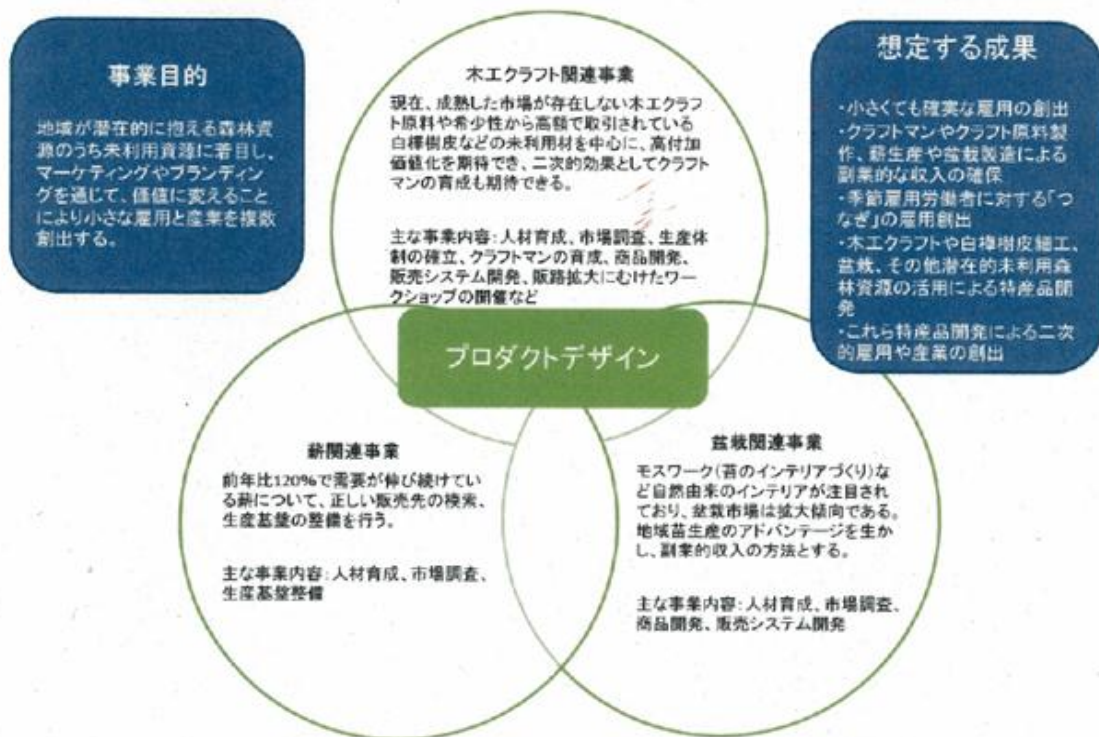 事業目的
地域が潜在的に抱える森林資
源のうち未利用資源に着目し、
マーケティングやブランディン
グを通じて、価値に変えること
により小さな雇用と産業を複数
創出する。
木工クラフト関連事業
現在、成熟した市場が存在しない木工クラフ
ト原料や希少性から高額で取引されている
白樺樹皮などの未利用材を中心に、高付加
価値化を期待でき、二次的効果としてクラフト
マンの育成も期待できる。
主な事業内容：人材育成、市場調査、生産体
制の確立、クラフトマンの育成、商品開発、
販売システム開発、販路拡大にむけたワー
クショップの開催など
想定する成果
・小さくても確実な雇用の創出
・クラフトマンやクラフト原料製
作、薪生産や盆栽製造による
副業的な収入の確保
・季節雇用労働者に対する「つ
なぎ」の雇用創出
・木工クラフトや白樺樹皮細工、
盆栽、その他潜在的未利用森
林資源の活用による特産品開
発
・これら特産品開発による二次
的雇用や産業の創出
プロダクトデザイン
薪関連事業
前年比120%で需要が伸び続けてい
る薪について、正しい販売先の検索、
生産基盤の整備を行う。
主な事業内容：人材育成、市場調査、
生産基盤整備
盆栽関連事業
モスワーク（苔のインテリアづくり）な
ど自然由来のインテリアが注目され
ており、盆栽市場は拡大傾向である。
地域苗生産のアドバンテージを生か
し、副業的収入の方法とする。
主な事業内容：人材育成、市場調査、
商品開発、販売システム開発